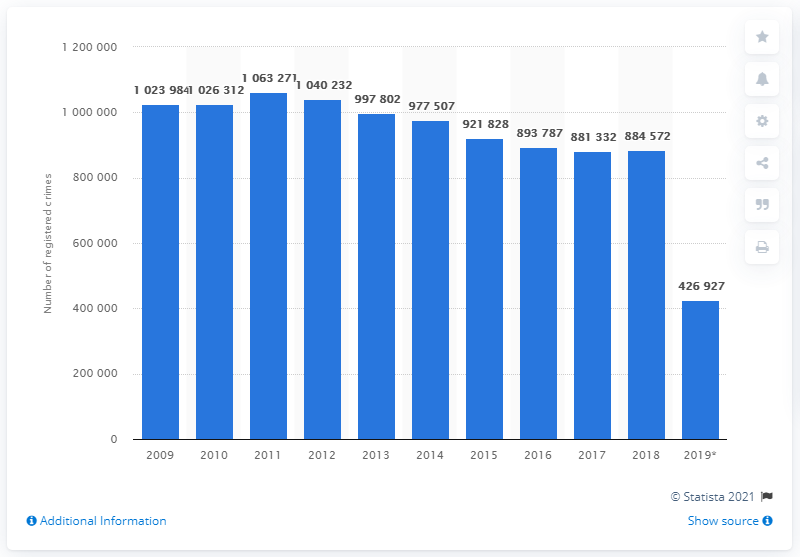 1 200 000
1 000 000
800 000
600 000
400 000
200 000
0
Number of registered crimes
1 023 984
1 026 312
1 063 271
1 040 232
997 802
977 507
921 828
893 787
881 332
884 572
426 927
2009 2010 2011 2012 2013 2014 2015 2016 2017 2018 2019*
© Statista 2021
Additional Information
Show source